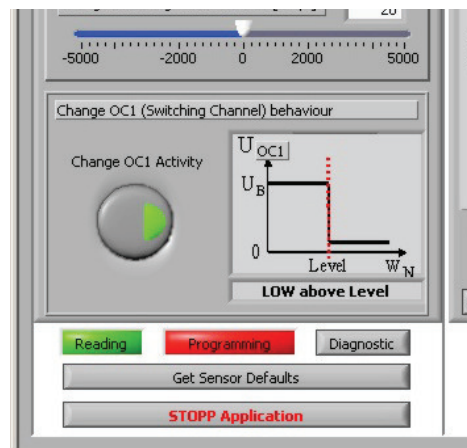 20
-5000 -2000 0 2000 5000
Change OC1 (Switching Channel) behaviour
Change OC1 Activity
U OC1
U B
0
Level W N
LOW above Level
Reading Programming Diagnostic
Get Sensor Defaults
STOPP Application